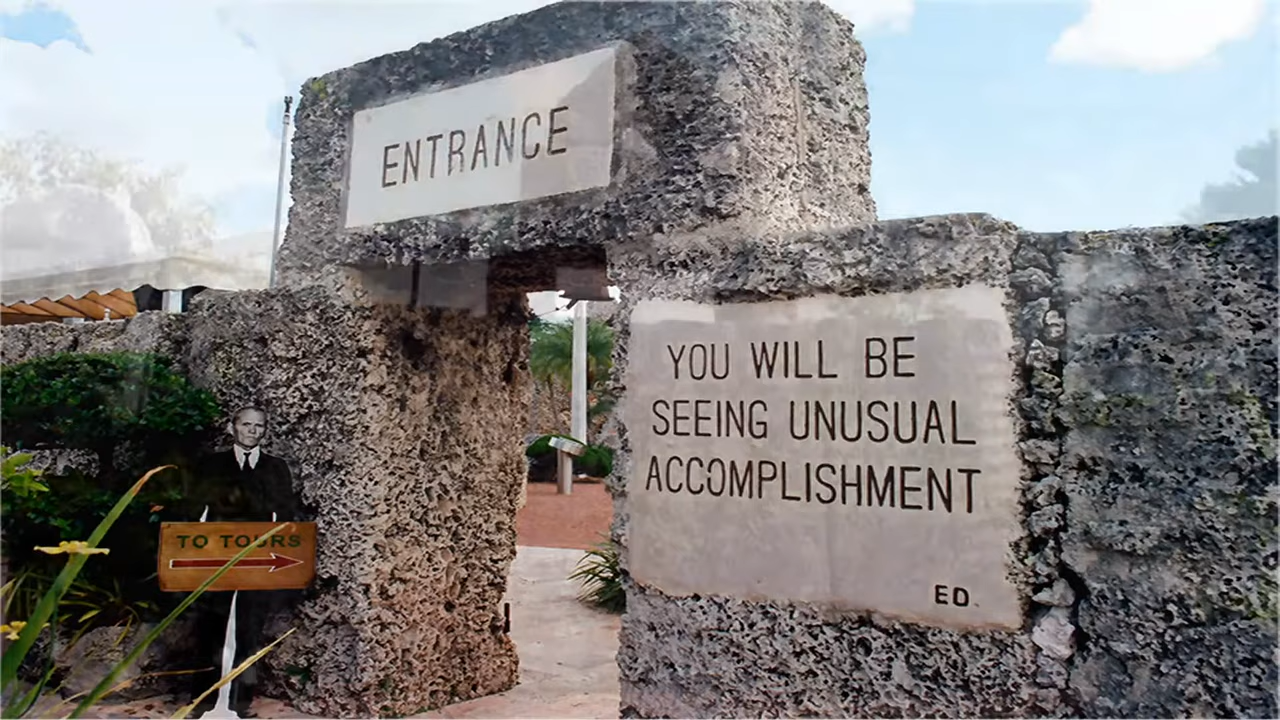 ENTRANCE
YOU WILL BE
SEEING UNUSUAL
ACCOMPLISHMENT
ED.
TO TOURS